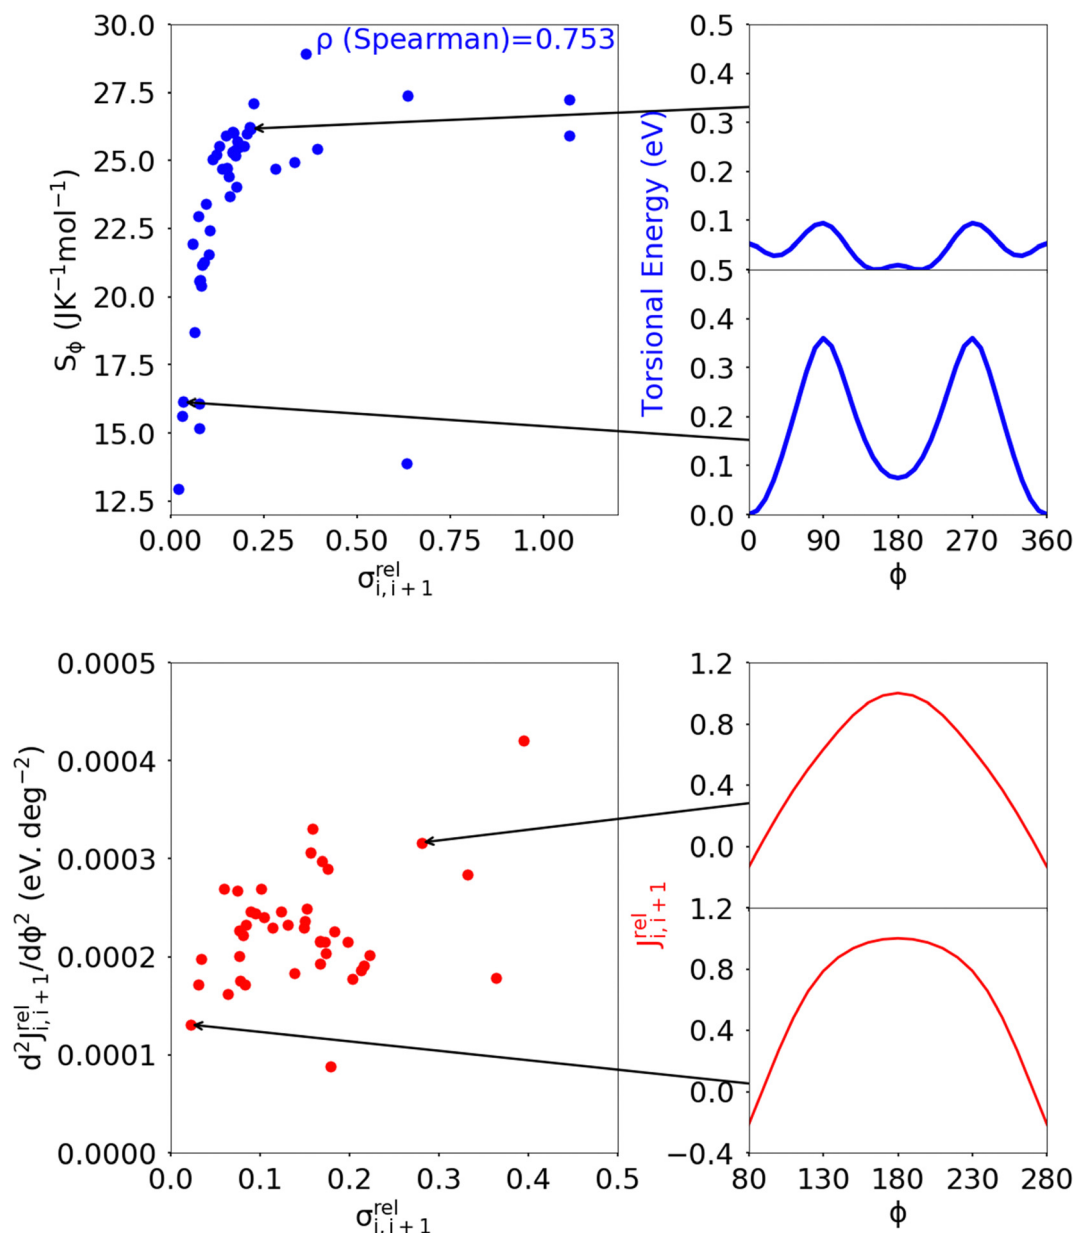 ρ (Spearman)=0.753
S_ϕ (JK⁻¹mol⁻¹)
30.0
27.5
25.0
22.5
20.0
17.5
15.0
12.5
0.00 0.25 0.50 0.75 1.00
σ^rel_i, i + 1
Torsional Energy (eV)
0.5
0.4
0.3
0.2
0.1
0.5
0.4
0.3
0.2
0.1
0.0
0 90 180 270 360
ϕ
d²J^rel_i, i + 1/dϕ² (eV.deg⁻²)
0.0005
0.0004
0.0003
0.0002
0.0001
0.0000
0.0 0.1 0.2 0.3 0.4 0.5
σ^rel_i, i + 1
J^rel_i, i + 1
1.2
0.8
0.4
0.0
1.2
0.8
0.4
0.0
−0.4
80 130 180 230 280
ϕ